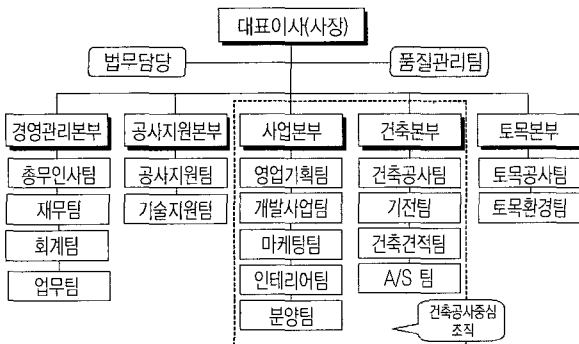 대표이사(사장)
법무담당
품질관리팀
경영관리본부
공사지원본부
사업본부
건축본부
토목본부
총무인사팀
공사지원팀
영업기획팀
건축공사팀
토목공사팀
재무팀
기술지원팀
개발사업팀
기전팀
토목환경팀
회계팀
마케팅팀
건축견적팀
업무팀
인테리어팀
A/S 팀
분양팀
건축공사중심
조직